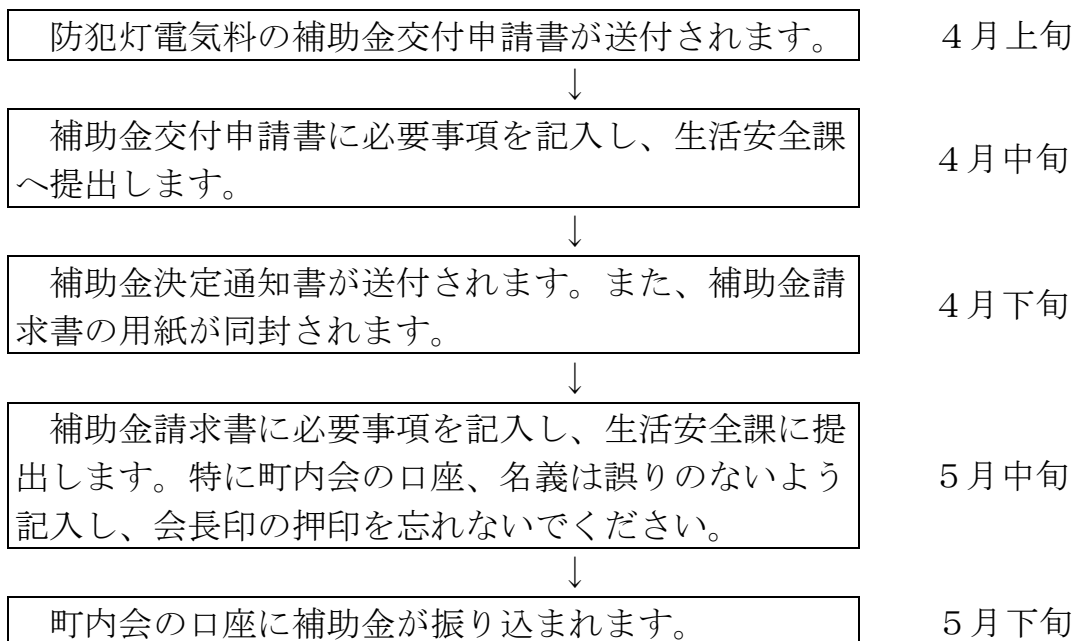 防犯灯電気料の補助金交付申請書が送付されます。 ４月上旬
↓
補助金交付申請書に必要事項を記入し、生活安全課
へ提出します。 ４月中旬
↓
補助金決定通知書が送付されます。また、補助金請
求書の用紙が同封されます。 ４月下旬
↓
補助金請求書に必要事項を記入し、生活安全課に提
出します。特に町内会の口座、名義は誤りのないよう ５月中旬
記入し、会長印の押印を忘れないでください。
↓
町内会の口座に補助金が振り込まれます。 ５月下旬